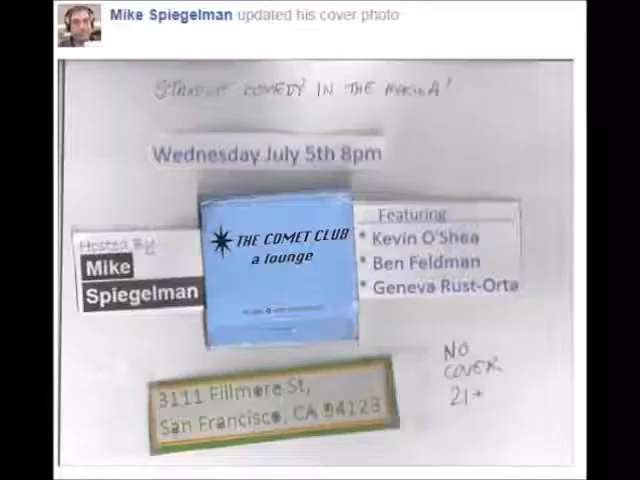 Mike Spiegelman updated his cover photo
STANDUP COMEDY IN THE MARINA!
Wednesday July 5th 8pm
Hosted By:
Mike
Spiegelman
THE COMET CLUB
a lounge
Featuring
* Kevin O'Shea
* Ben Feldman
* Geneva Rust-Orta
NO
COVER
21+
3111 Fillmore St,
San Francisco, CA 94123